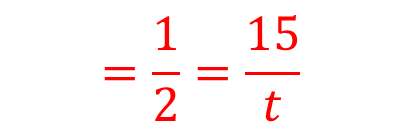 = 1/2 = 15/t